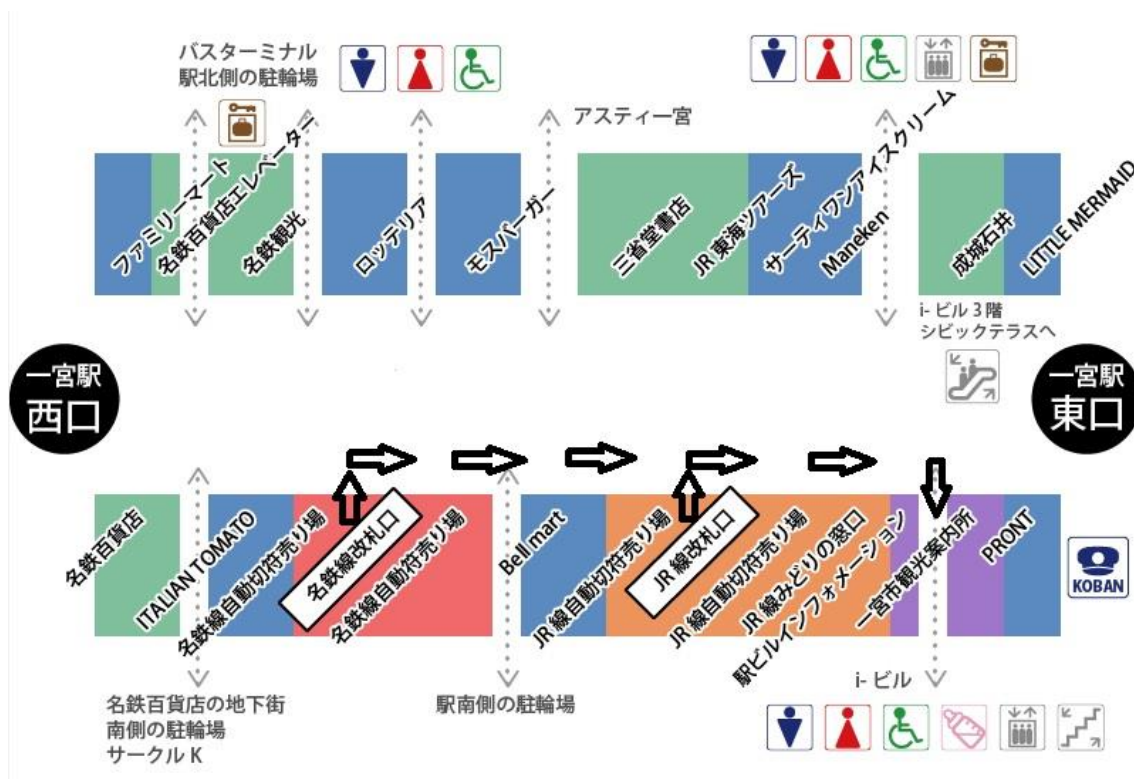 バスターミナル
駅北側の駐輪場
アスティ一宮
ファミリーマート
名鉄百貨店エレベーター
名鉄観光
ロッテリア
モスバーガー
三省堂書店
JR東海ツアーズ
サーティワンアイスクリーム
Maneken
成城石井
LITTLE MERMAID
i-ビル3階
シビックテラスへ
一宮駅
西口
一宮駅
東口
名鉄百貨店
ITALIAN TOMATO
名鉄線自動切符売り場
名鉄線改札口
名鉄線自動符売り場
Bell mart
JR線自動切符売り場
JR線改札口
JR線自動切符売り場
JR線みどりの窓口
駅ビルインフォメーション
一宮市観光案内所
PRONT
KOBAN
名鉄百貨店の地下街
南側の駐輪場
サークルK
駅南側の駐輪場
i-ビル